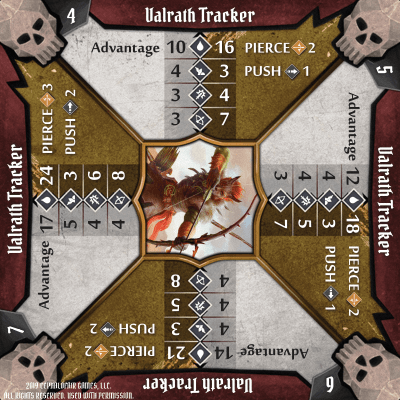 4
Valrath Tracker
Advantage 10 16 PIERCE 2
4 3 PUSH 1
3 4
3 7
5
Valrath Tracker
Advantage 12 18 PIERCE 2
4 4 PUSH 1
4 5
3 7
6
Valrath Tracker
Advantage 14 21 PIERCE 2
4 3 PUSH 2
4 5
4 8
7
Valrath Tracker
Advantage 17 24 PIERCE 3
5 3 PUSH 2
4 6
4 8
2019 CEPHALOFAIR GAMES, LLC.
ALL RIGHTS RESERVED. USED WITH PERMISSION.